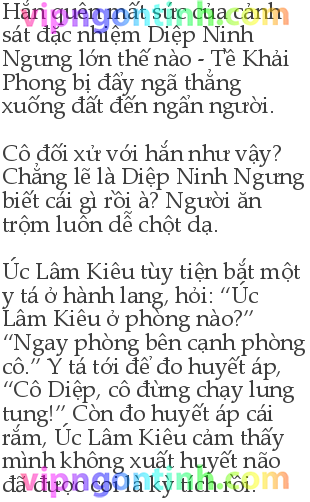 Hắn quên mất sức của cảnh
sát đặc nhiệm Diệp Ninh
Ngưng lớn thế nào - Tề Khải
Phong bị đẩy ngã thẳng
xuống đất đến ngẩn người.
Cô đối xử với hắn như vậy?
Chẳng lẽ là Diệp Ninh Ngưng
biết cái gì rồi à? Người ăn
trộm luôn dễ chột dạ.
Úc Lâm Kiêu tùy tiện bắt một
y tá ở hành lang, hỏi: “Úc
Lâm Kiêu ở phòng nào?”
“Ngay phòng bên cạnh phòng
cô.” Y tá tới để đo huyết áp,
“Cô Diệp, cô đừng chạy lung
tung!” Còn đo huyết áp cái
rắm, Úc Lâm Kiêu cảm thấy
mình không xuất huyết não
đã được coi là kỳ tích rồi.
vipngontinh.com
vipngontinh.com